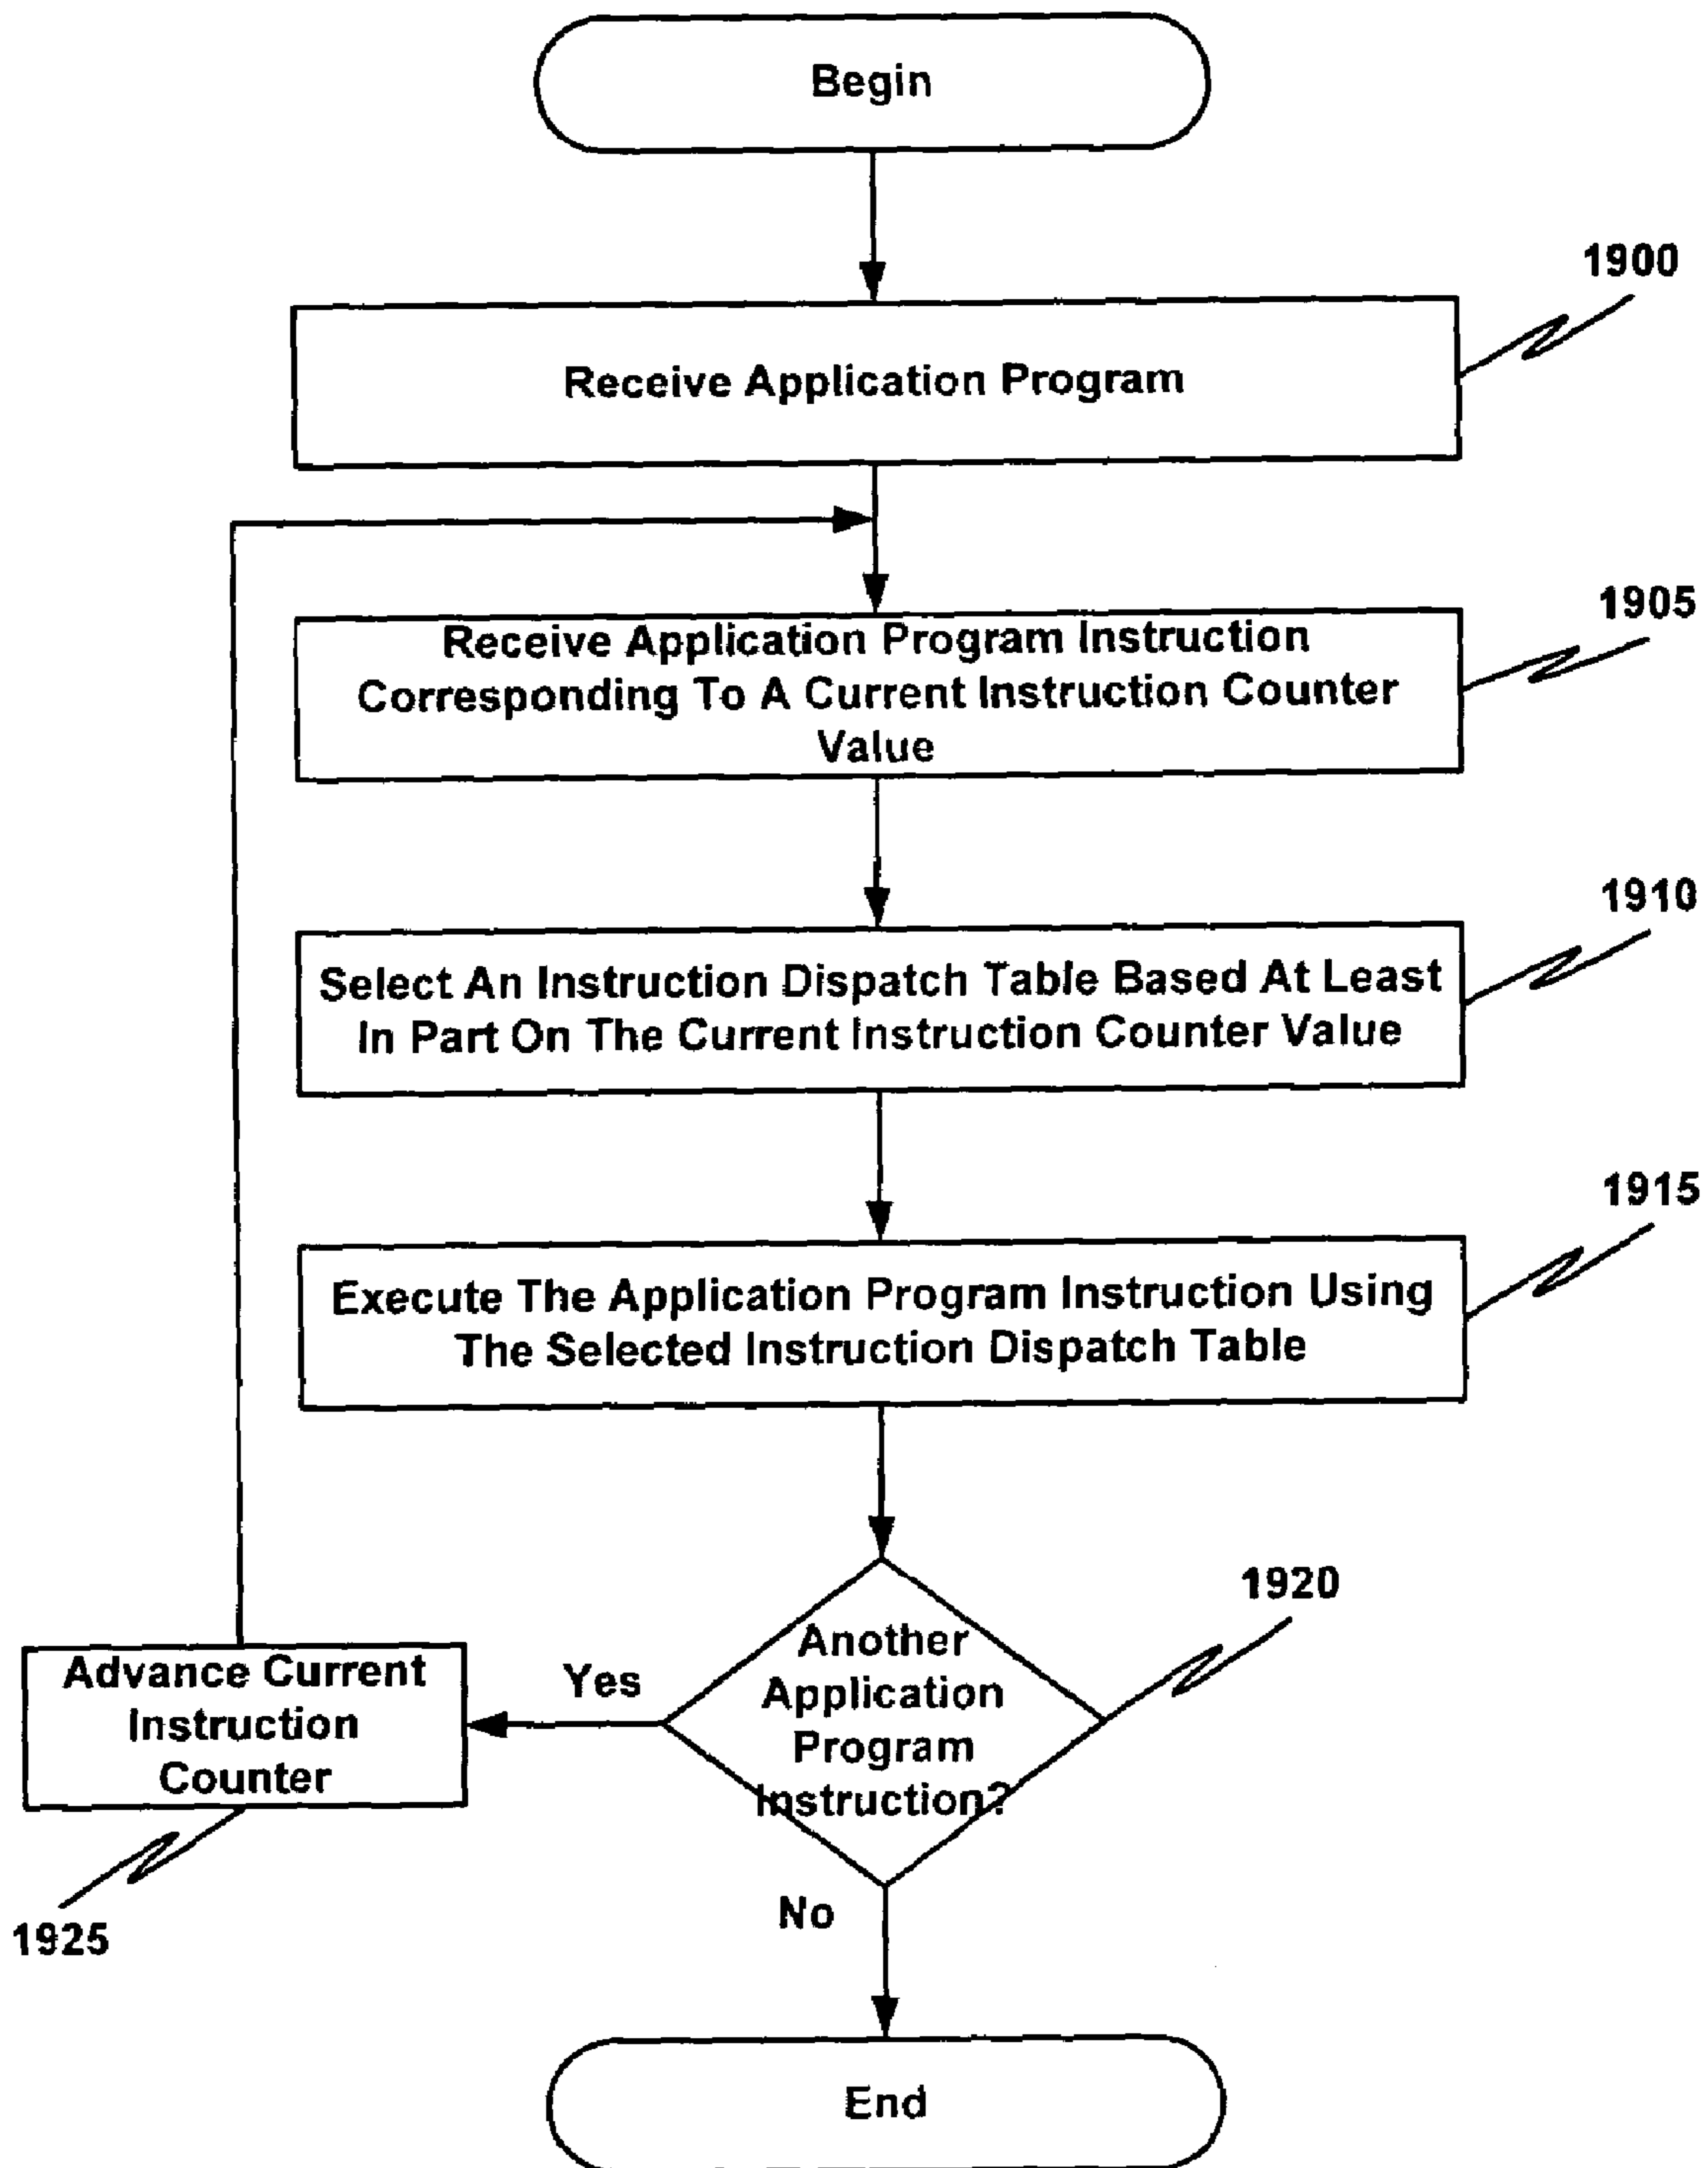 Begin
1900
Receive Application Program
1905
Receive Application Program Instruction
Corresponding To A Current Instruction Counter
Value
1910
Select An Instruction Dispatch Table Based At Least
In Part On The Current Instruction Counter Value
1915
Execute The Application Program Instruction Using
The Selected Instruction Dispatch Table
1920
Another
Application
Program
Instruction?
Yes
Advance Current
Instruction
Counter
1925
No
End